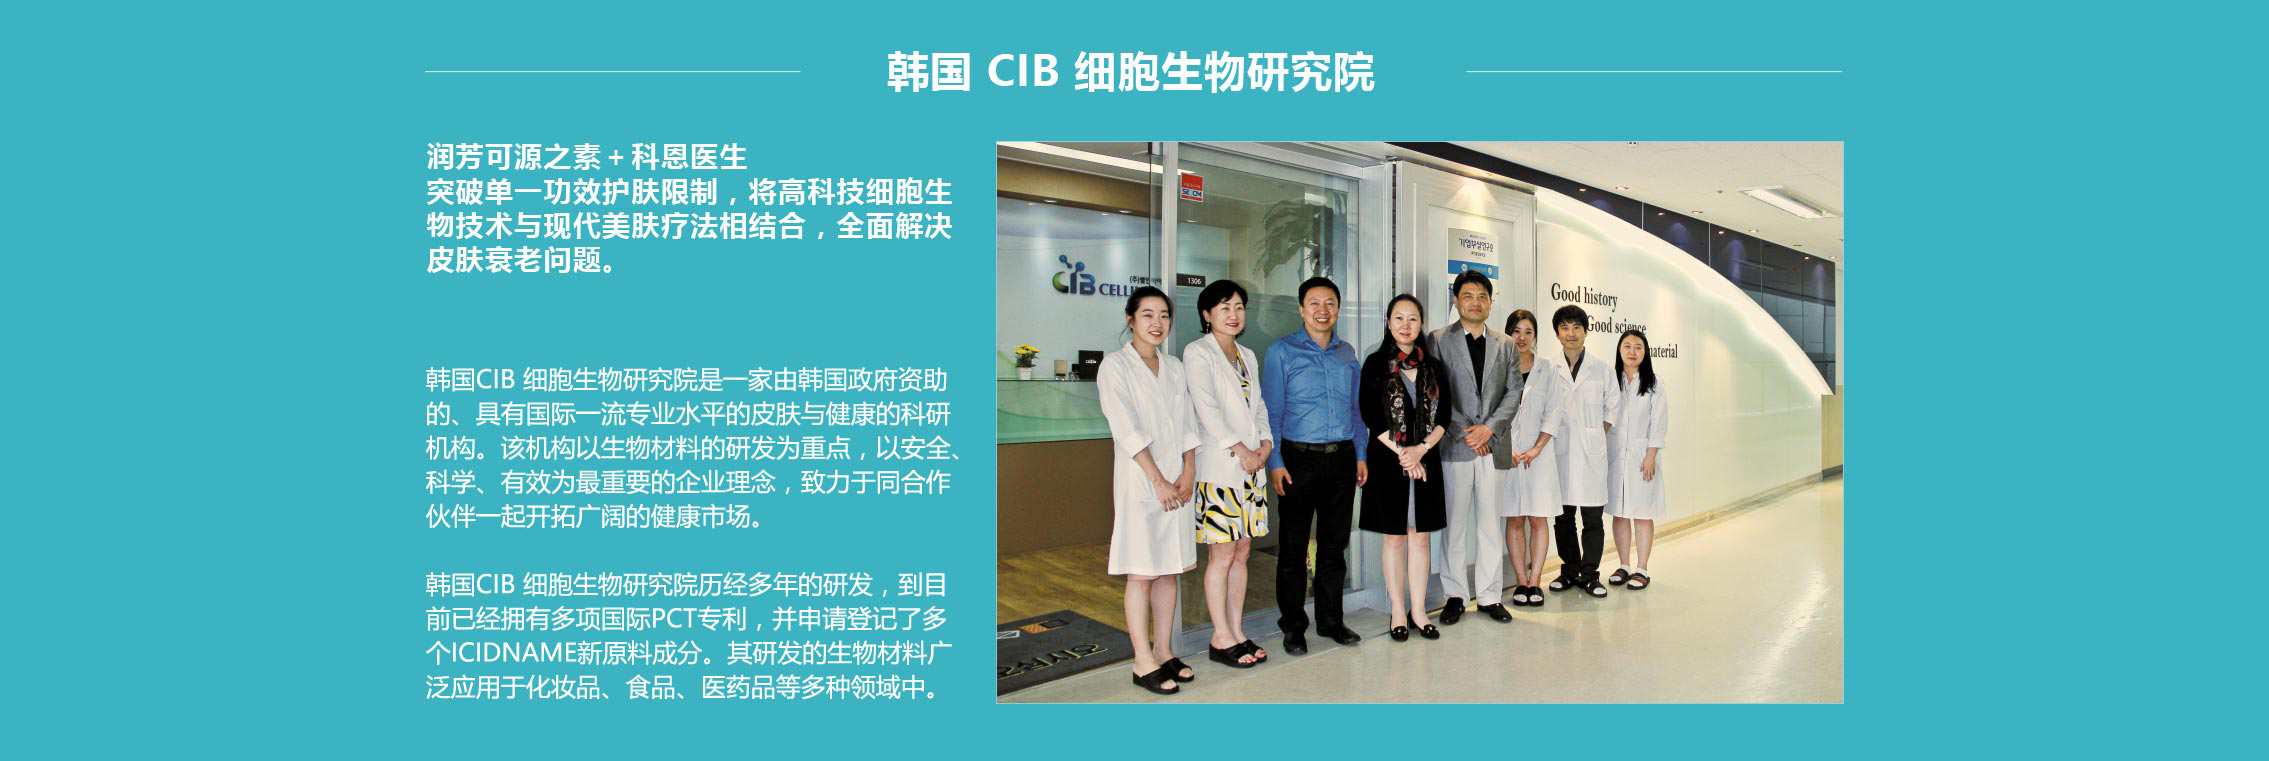 韩国 CIB 细胞生物研究院
润芳可源之素＋科恩医生
突破单一功效护肤限制，将高科技细胞生
物技术与现代美肤疗法相结合，全面解决
皮肤衰老问题。
韩国CIB 细胞生物研究院是一家由韩国政府资助
的、具有国际一流专业水平的皮肤与健康的科研
机构。该机构以生物材料的研发为重点，以安全、
科学、有效为最重要的企业理念，致力于同合作
伙伴一起开拓广阔的健康市场。
韩国CIB 细胞生物研究院历经多年的研发，到目
前已经拥有多项国际PCT专利，并申请登记了多
个ICIDNAME新原料成分。其研发的生物材料广
泛应用于化妆品、食品、医药品等多种领域中。
CIB
1306
기업부설연구소
Good history
Good science
material